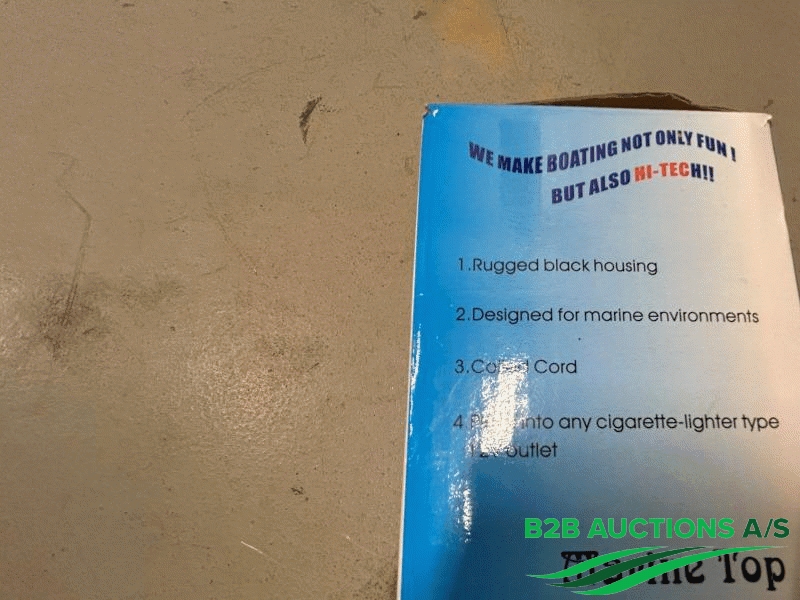 WE MAKE BOATING NOT ONLY FUN !
BUT ALSO HI-TECH!!
1.Rugged black housing
2.Designed for marine environments
3. Cord
4. into any cigarette-lighter type
outlet
B2B AUCTIONS A/S
Marine Top